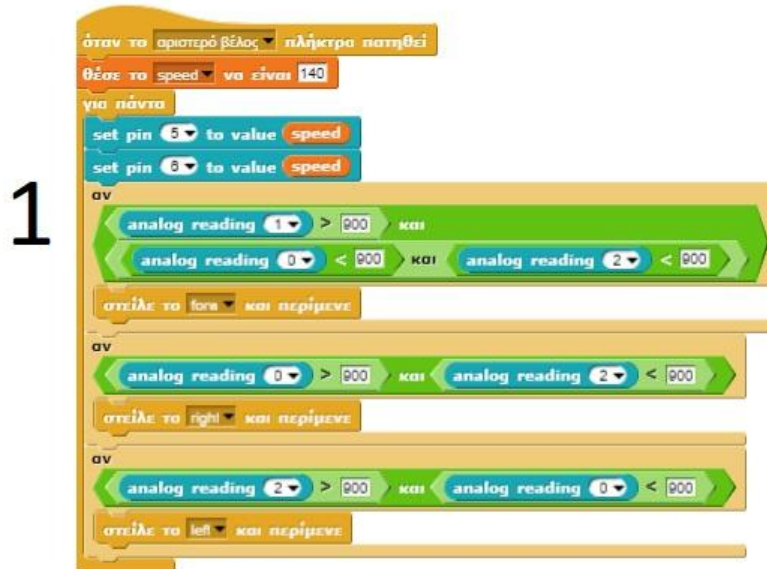 όταν το αριστερό βέλος πλήκτρο πατηθεί
θέσε το speed να είναι 140
για πάντα
set pin 5 to value speed
set pin 6 to value speed
1
αν
analog reading 1 > 900 και
analog reading 0 < 900 και analog reading 2 < 900
στείλε το και περίμενε
αν
analog reading 0 > 900 και analog reading 2 < 900
στείλε το right και περίμενε
αν
analog reading 2 > 900 και analog reading 0 < 900
στείλε το left και περίμενε